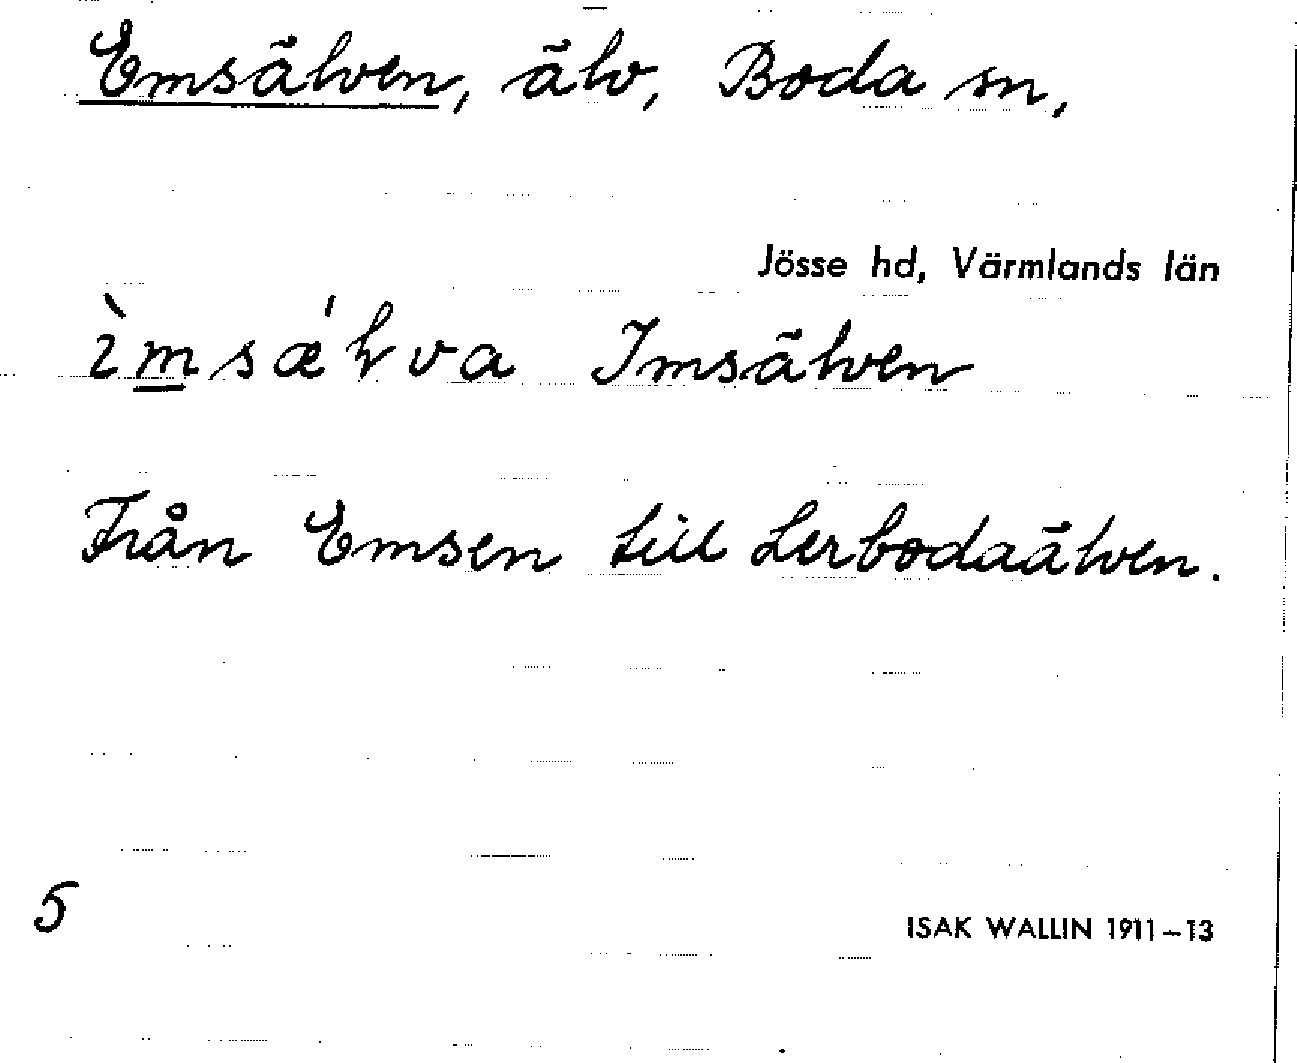 Emsälven, älv, Boda sn,
Jösse hd, Värmlands län
ìmsǽlva Imsälven
Från Emsen till Lerbodaälven.
5
ISAK WALLIN 1911–13